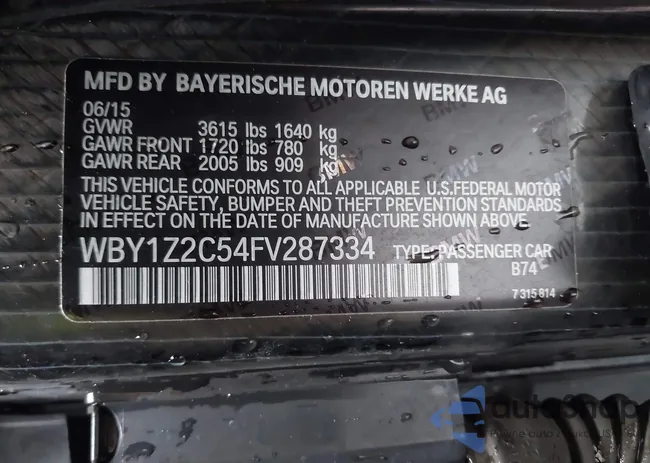 MFD BY BAYERISCHE MOTOREN WERKE AG
06/15
GVWR 3615 lbs 1640 kg
GAWR FRONT 1720 lbs 780 kg
GAWR REAR 2005 lbs 909 kg
THIS VEHICLE CONFORMS TO ALL APPLICABLE U.S.FEDERAL MOTOR
VEHICLE SAFETY, BUMPER AND THEFT PREVENTION STANDARDS
IN EFFECT ON THE DATE OF MANUFACTURE SHOWN ABOVE.
WBY1Z2C54FV287334 TYPE: PASSENGER CAR
B74
7 315 814